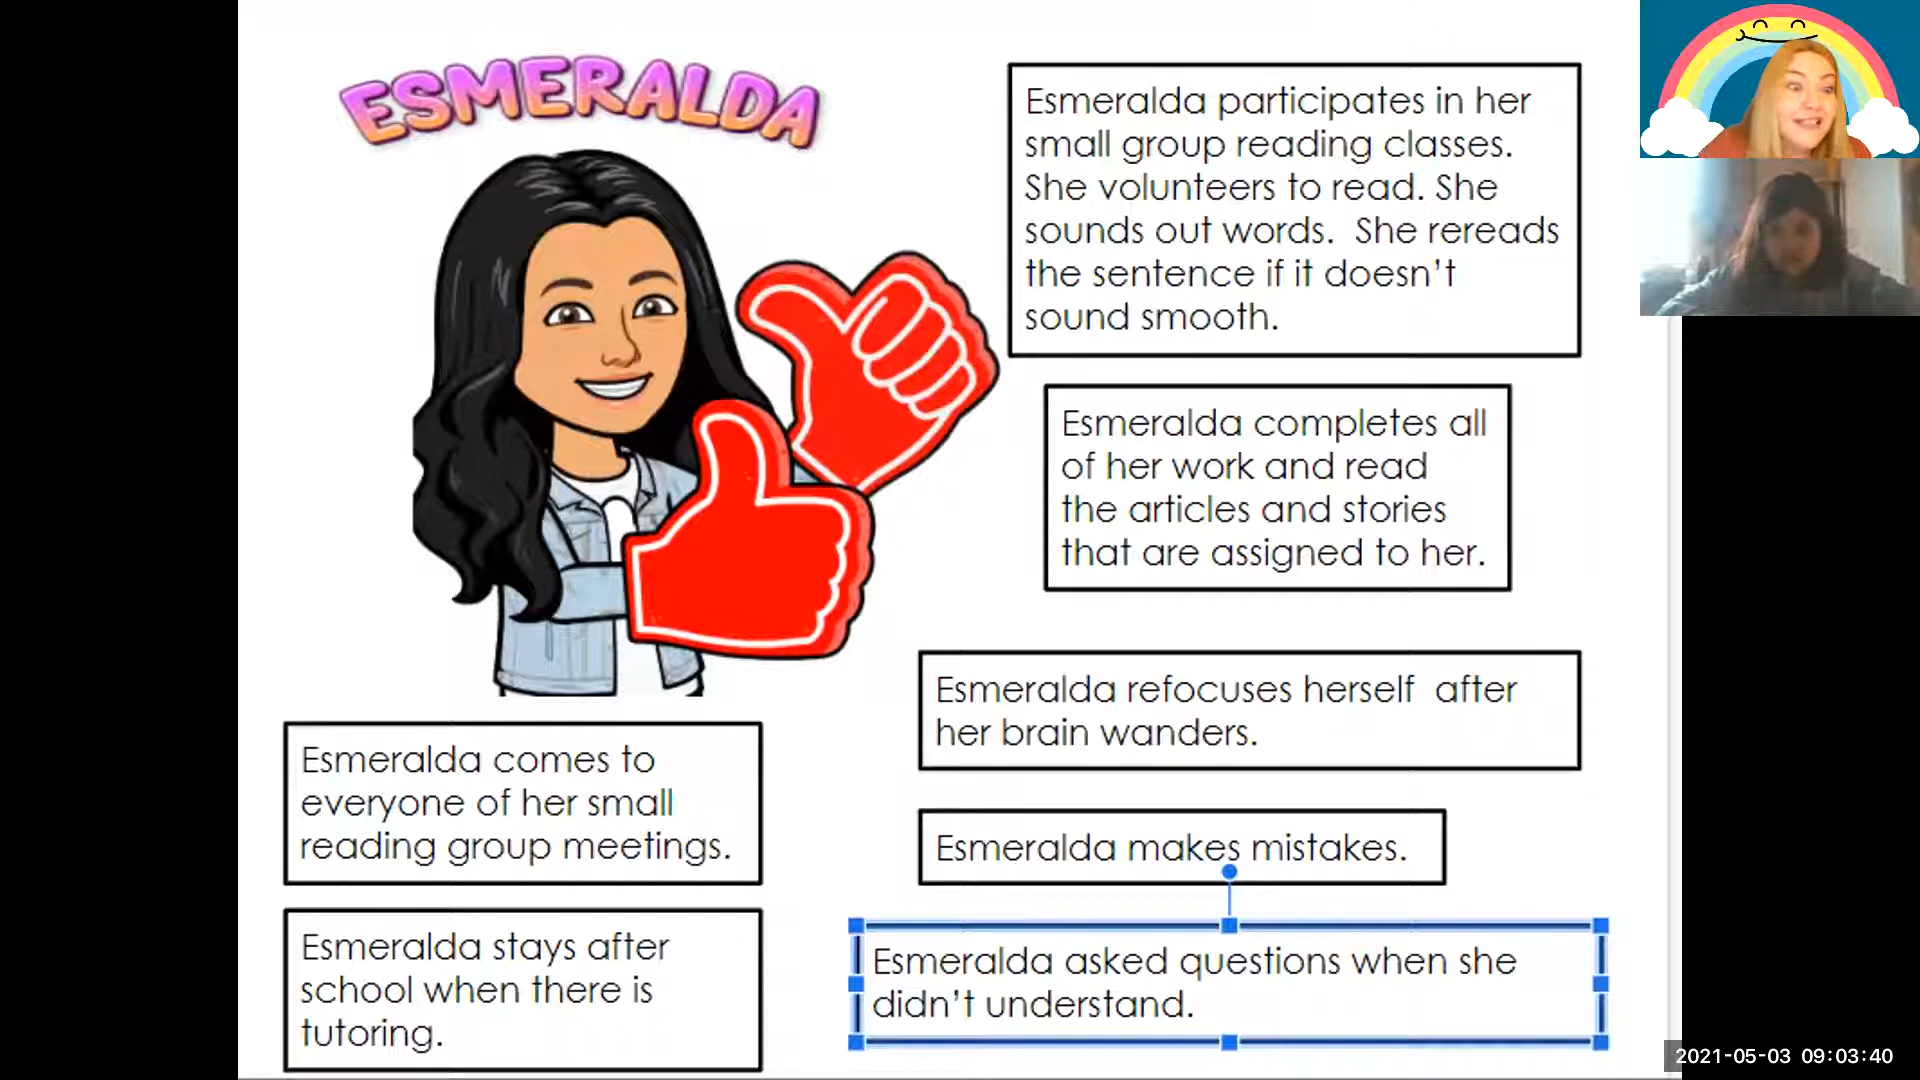 ESMERALDA
Esmeralda participates in her
small group reading classes.
She volunteers to read. She
sounds out words.  She rereads
the sentence if it doesn't
sound smooth.
Esmeralda completes all
of her work and read
the articles and stories
that are assigned to her.
Esmeralda refocuses herself  after
her brain wanders.
Esmeralda comes to
everyone of her small
reading group meetings.
Esmeralda makes mistakes.
Esmeralda stays after
school when there is
tutoring.
Esmeralda asked questions when she
didn't understand.
2021-05-03 09:03:40